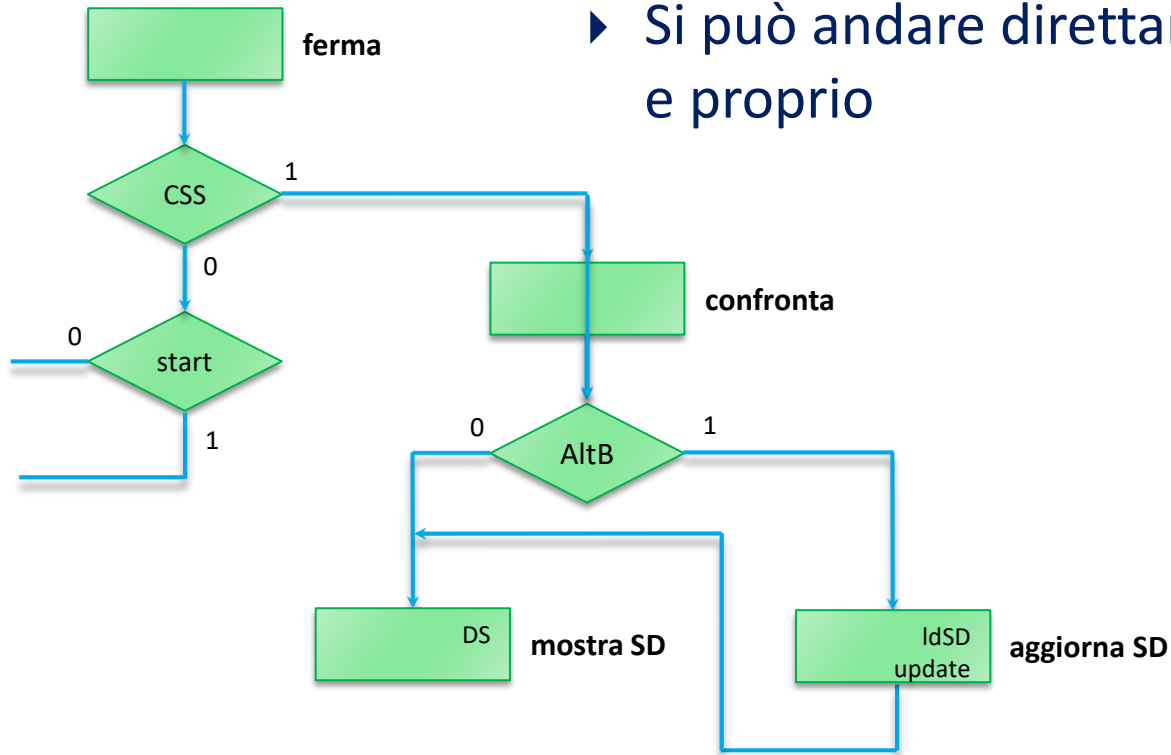 ferma
▶ Si può andare
e proprio
CSS
1
0
confronta
0
start
1
0
AltB
1
DS
mostra SD
ldSD
update
aggiorna SD